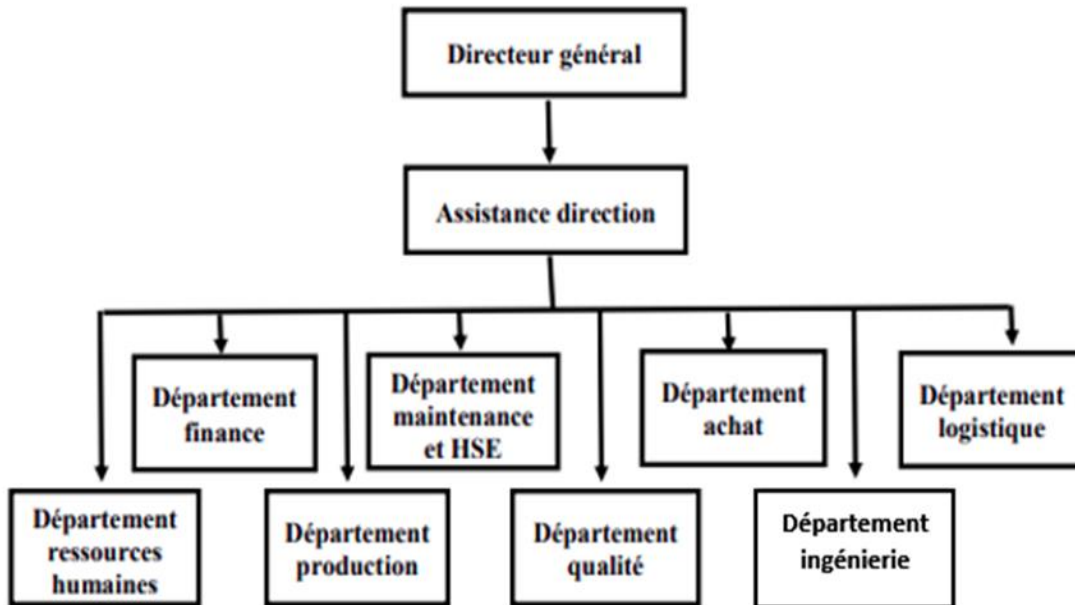 Directeur général
Assistance direction
Département
finance
Département
maintenance
et HSE
Département
achat
Département
logistique
Département
ressources
humaines
Département
production
Département
qualité
Département
ingénierie